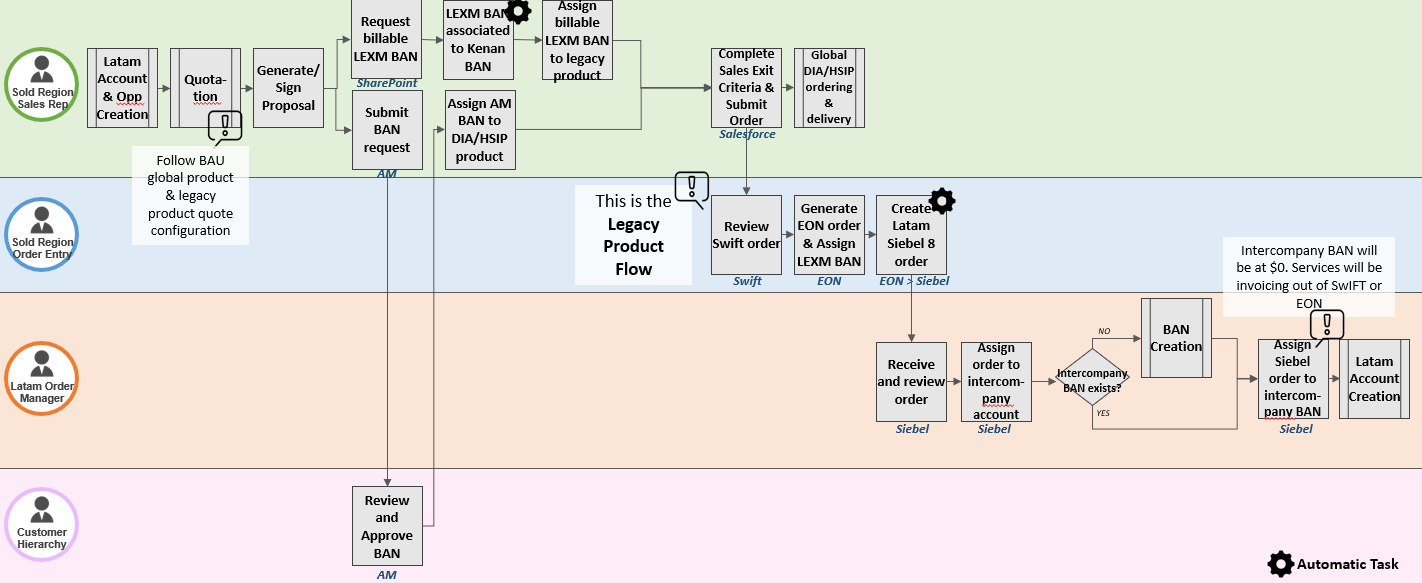 Sold Region
Sales Rep
Latam
Account
& Opp
Creation
Quota-
tion
Generate/
Sign
Proposal
Request
billable
LEXM BAN
SharePoint
LEXM BAN
associated
to Kenan
BAN
Assign
billable
LEXM BAN
to legacy
product
Submit
BAN
request
AM
Assign AM
BAN to
DIA/HSIP
product
Complete
Sales Exit
Criteria &
Submit
Order
Salesforce
Global
DIA/HSIP
ordering
&
delivery
Follow BAU
global product
& legacy
product quote
configuration
Sold Region
Order Entry
This is the
Legacy
Product
Flow
Review
Swift order
Swift
Generate
EON order
& Assign
LEXM BAN
EON
Create
Latam
Siebel 8
order
EON > Siebel
Intercompany BAN will
be at $0. Services will be
invoicing out of SwIFT or
EON
Latam Order
Manager
Receive
and review
order
Siebel
Assign
order to
intercom-
pany
account
Siebel
Intercompany
BAN exists?
NO
YES
BAN
Creation
Assign
Siebel
order to
intercom-
pany BAN
Siebel
Latam
Account
Creation
Customer
Hierarchy
Review
and
Approve
BAN
AM
Automatic Task